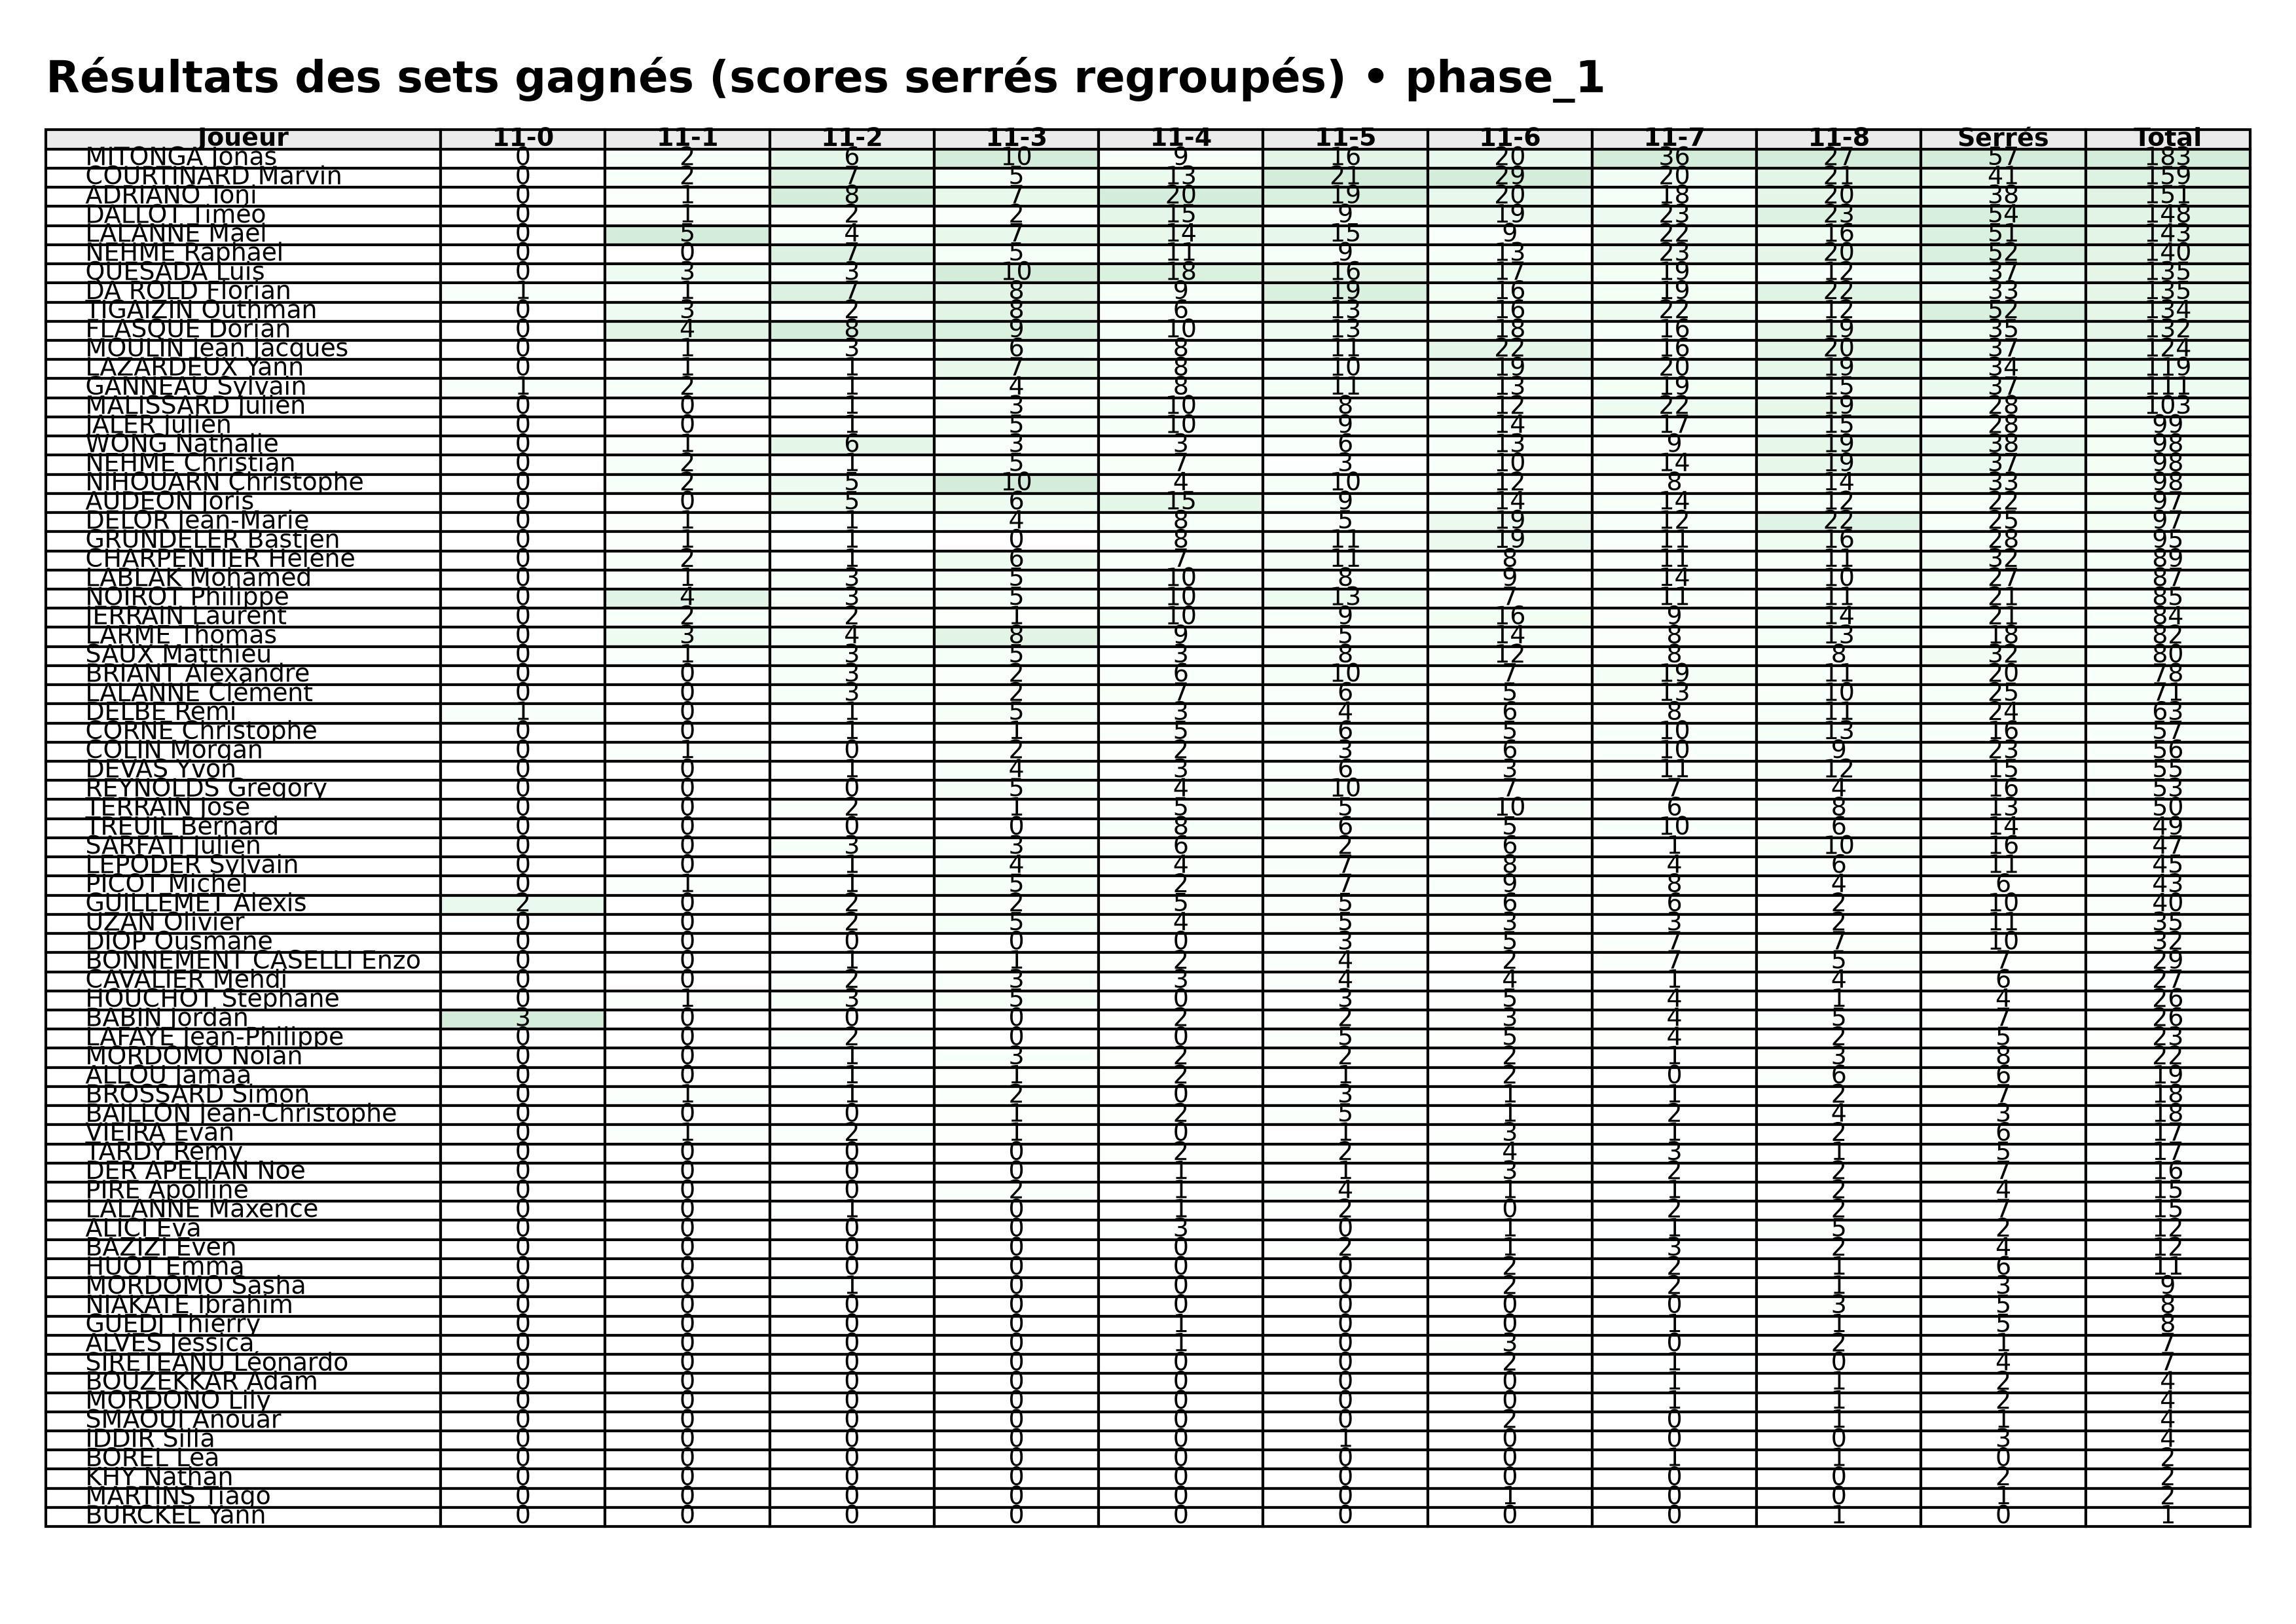 Résultats des sets gagnés (scores serrés regroupés) • phase_1
Joueur 11-0 11-1 11-2 11-3 11-4 11-5 11-6 11-7 11-8 Serrés Total
MITONGA Jonas 0 2 6 10 9 16 20 36 27 57 183
COURTINARD Marvin 0 2 7 5 13 21 29 20 21 41 159
ADRIANO Toni 0 1 8 7 20 19 20 18 20 38 151
DALLOT Timéo 0 1 2 2 15 9 19 23 23 54 148
LALANNE Maël 0 5 4 7 14 15 9 22 16 51 143
NEHME Raphaël 0 0 7 5 11 9 13 23 20 52 140
QUESADA Luis 0 3 3 10 18 16 17 19 12 37 135
DA ROLD Florian 1 1 7 8 9 19 16 19 22 33 135
TIGAIZIN Outhman 0 3 2 8 6 13 16 22 12 52 134
FLASQUE Dorian 0 4 8 9 10 13 18 16 19 35 132
MOULIN Jean Jacques 0 1 3 6 8 11 22 16 20 37 124
LAZARDEUX Yann 0 1 1 7 8 10 19 20 19 34 119
GANNEAU Sylvain 1 2 1 4 8 11 13 19 15 37 111
MALISSARD Julien 0 0 1 3 10 8 12 22 19 28 103
JALER Julien 0 0 1 5 10 9 14 17 15 28 99
WONG Nathalie 0 1 6 3 3 6 13 9 19 38 98
NEHME Christian 0 2 1 5 7 3 10 14 19 37 98
NIHOUARN Christophe 0 2 5 10 4 10 12 8 14 33 98
AUDEON Joris 0 0 5 6 15 9 14 14 12 22 97
DELOR Jean-Marie 0 1 1 4 8 5 19 12 22 25 97
GRUNDELER Bastien 0 1 1 0 8 11 19 11 16 28 95
CHARPENTIER Hélène 0 2 1 6 7 11 8 11 11 32 89
LABLAK Mohamed 0 1 3 5 10 8 9 14 10 27 87
NOIROT Philippe 0 4 3 5 10 13 7 11 11 21 85
JERRAIN Laurent 0 2 2 1 10 9 16 9 14 21 84
LARME Thomas 0 3 4 8 9 5 14 8 13 18 82
SAUX Matthieu 0 1 3 5 3 8 12 8 8 32 80
BRIANT Alexandre 0 0 3 2 6 10 7 19 11 20 78
LALANNE Clément 0 0 3 2 7 6 5 13 10 25 71
DELBE Rémi 1 0 1 5 3 4 6 8 11 24 63
CORNE Christophe 0 0 1 1 5 6 5 10 13 16 57
COLIN Morgan 0 1 0 2 2 3 6 10 9 23 56
DEVAS Yvon 0 0 1 4 3 6 3 11 12 15 55
REYNOLDS Gregory 0 0 0 5 4 10 7 7 4 16 53
TERRAIN José 0 0 2 1 5 5 10 6 8 13 50
TREUIL Bernard 0 0 0 0 8 6 5 10 6 14 49
SARFATI Julien 0 0 3 3 6 2 6 1 10 16 47
LEPODER Sylvain 0 0 1 4 4 7 8 4 6 11 45
PICOT Michel 0 1 1 5 2 7 9 8 4 6 43
GUILLEMET Alexis 2 0 2 2 5 5 6 6 2 10 40
UZAN Olivier 0 0 2 5 4 5 3 3 2 11 35
DIOP Ousmane 0 0 0 0 0 3 5 7 7 10 32
BONNEMENT CASELLI Enzo 0 0 1 1 2 4 2 7 5 7 29
CAVALIER Mehdi 0 0 2 3 3 4 4 1 4 6 27
HOUCHOT Stéphane 0 1 3 5 0 3 5 4 1 4 26
BABIN Jordan 3 0 0 0 2 2 3 4 5 7 26
LAFAYE Jean-Philippe 0 0 2 0 0 5 5 4 2 5 23
MORDOMO Nolan 0 0 1 3 2 2 2 1 3 8 22
ALLOU Jamaa 0 0 1 1 2 1 2 0 6 6 19
BROSSARD Simon 0 1 1 2 0 3 1 1 2 7 18
BAILLON Jean-Christophe 0 0 0 1 2 5 1 2 4 3 18
VIEIRA Evan 0 1 2 1 0 1 3 1 2 6 17
TARDY Rémy 0 0 0 0 2 2 4 3 1 5 17
DER APELIAN Noé 0 0 0 0 1 1 3 2 2 7 16
PIRE Apolline 0 0 0 2 1 4 1 1 2 4 15
LALANNE Maxence 0 0 1 0 1 2 0 2 2 7 15
ALICI Eva 0 0 0 0 3 0 1 1 5 2 12
BAZIZI Even 0 0 0 0 0 2 1 3 2 4 12
HUOT Emma 0 0 0 0 0 0 2 2 1 6 11
MORDOMO Sasha 0 0 1 0 0 0 2 2 1 3 9
NIAKATE Ibrahim 0 0 0 0 0 0 0 0 3 5 8
GUEDJ Thierry 0 0 0 0 1 0 0 1 1 5 8
ALVES Jessica 0 0 0 0 1 0 3 0 2 1 7
SIRETEANU Léonardo 0 0 0 0 0 0 2 1 0 4 7
BOUZEKKAR Adam 0 0 0 0 0 0 0 1 1 2 4
MORDONO Lily 0 0 0 0 0 0 0 1 1 2 4
SMAOUI Anouar 0 0 0 0 0 0 2 0 1 1 4
IDDIR Silia 0 0 0 0 0 1 0 0 0 3 4
BOREL Léa 0 0 0 0 0 0 0 1 1 0 2
KHY Nathan 0 0 0 0 0 0 0 0 0 2 2
MARTINS Tiago 0 0 0 0 0 0 1 0 0 1 2
BURCKEL Yann 0 0 0 0 0 0 0 0 1 0 1